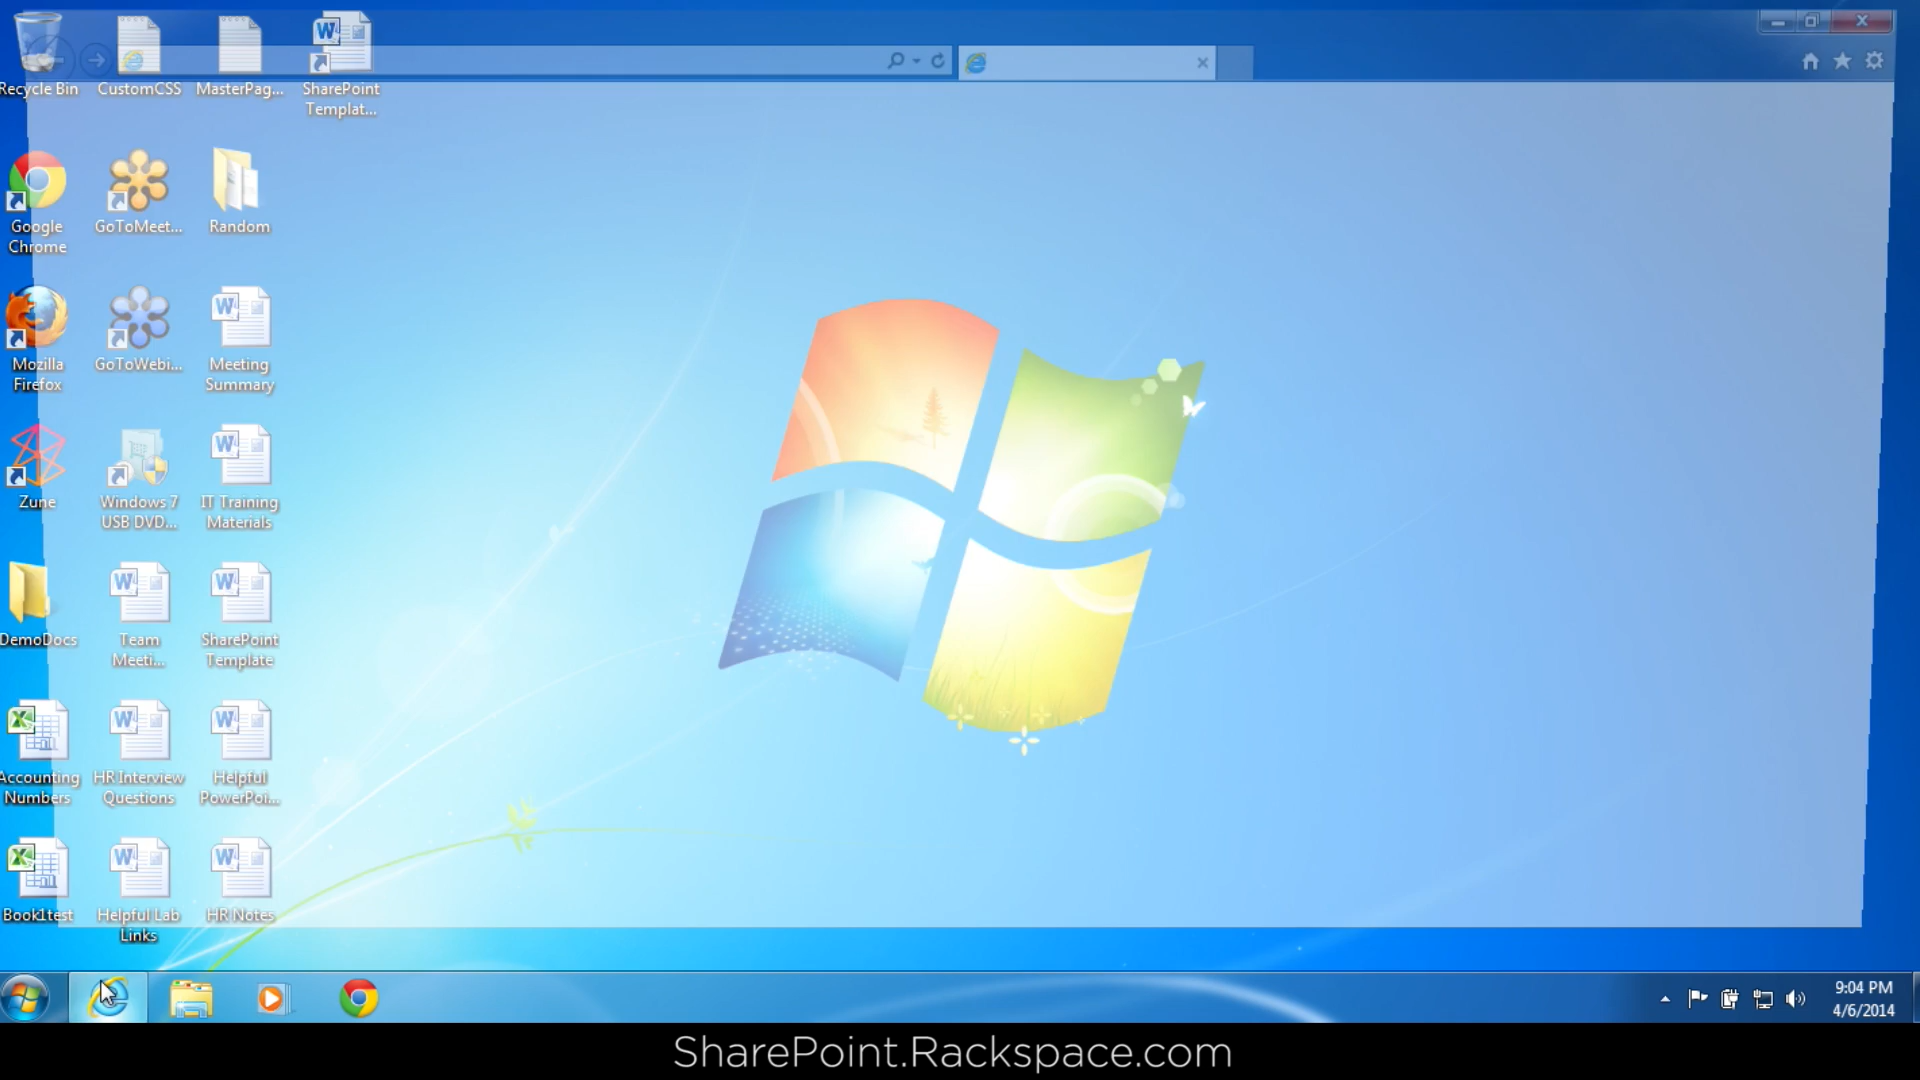 Recycle Bin
CustomCSS
MasterPag...
SharePoint
Templat...
Google
Chrome
GoToMeet...
Random
Mozilla
Firefox
GoToWebi...
Meeting
Summary
Zune
Windows 7
USB DVD...
IT Training
Materials
DemoDocs
Team
Meeti...
SharePoint
Template
Accounting
Numbers
HR Interview
Questions
Helpful
PowerPoi...
Book1test
Helpful Lab
Links
HR Notes
9:04 PM
4/6/2014
SharePoint.Rackspace.com